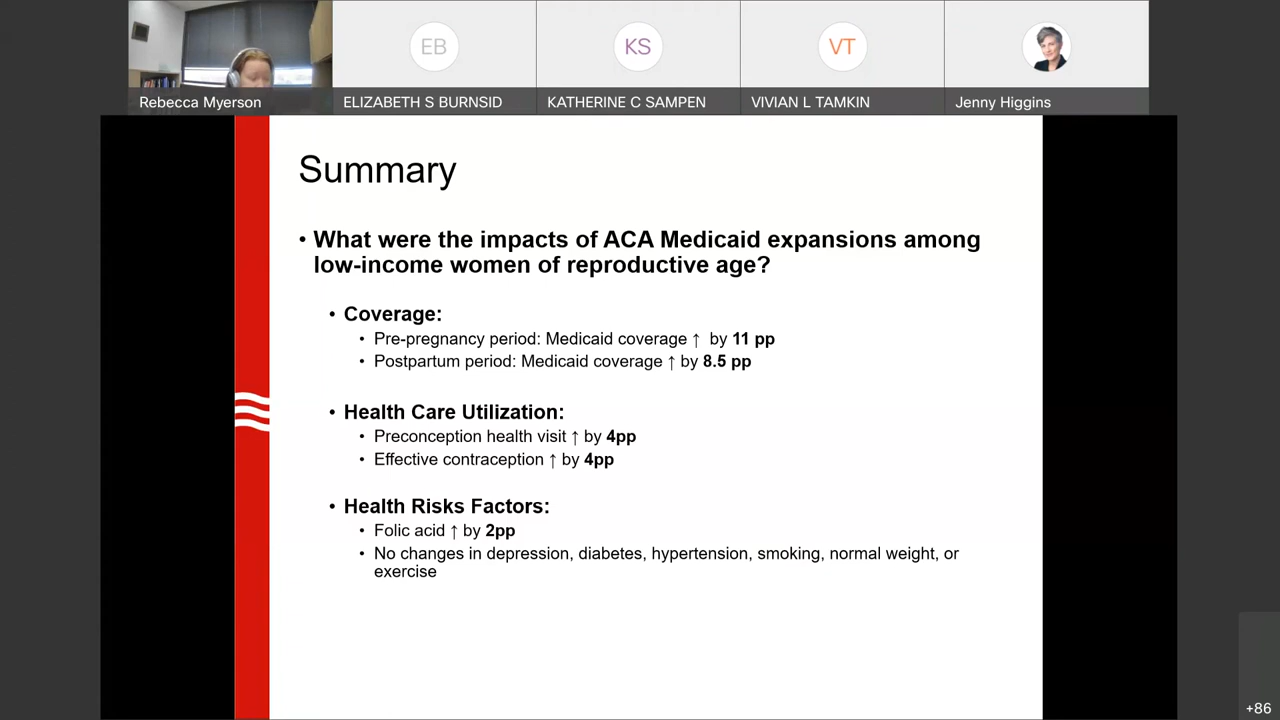 EB
KS
VT
Rebecca Myerson
ELIZABETH S BURNSID
KATHERINE C SAMPEN
VIVIAN L TAMKIN
Jenny Higgins
Summary
• What were the impacts of ACA Medicaid expansions among
low-income women of reproductive age?
• Coverage:
• Pre-pregnancy period: Medicaid coverage ↑ by 11 pp
• Postpartum period: Medicaid coverage ↑ by 8.5 pp
• Health Care Utilization:
• Preconception health visit ↑ by 4pp
• Effective contraception ↑ by 4pp
• Health Risks Factors:
• Folic acid ↑ by 2pp
• No changes in depression, diabetes, hypertension, smoking, normal weight, or
exercise
+86